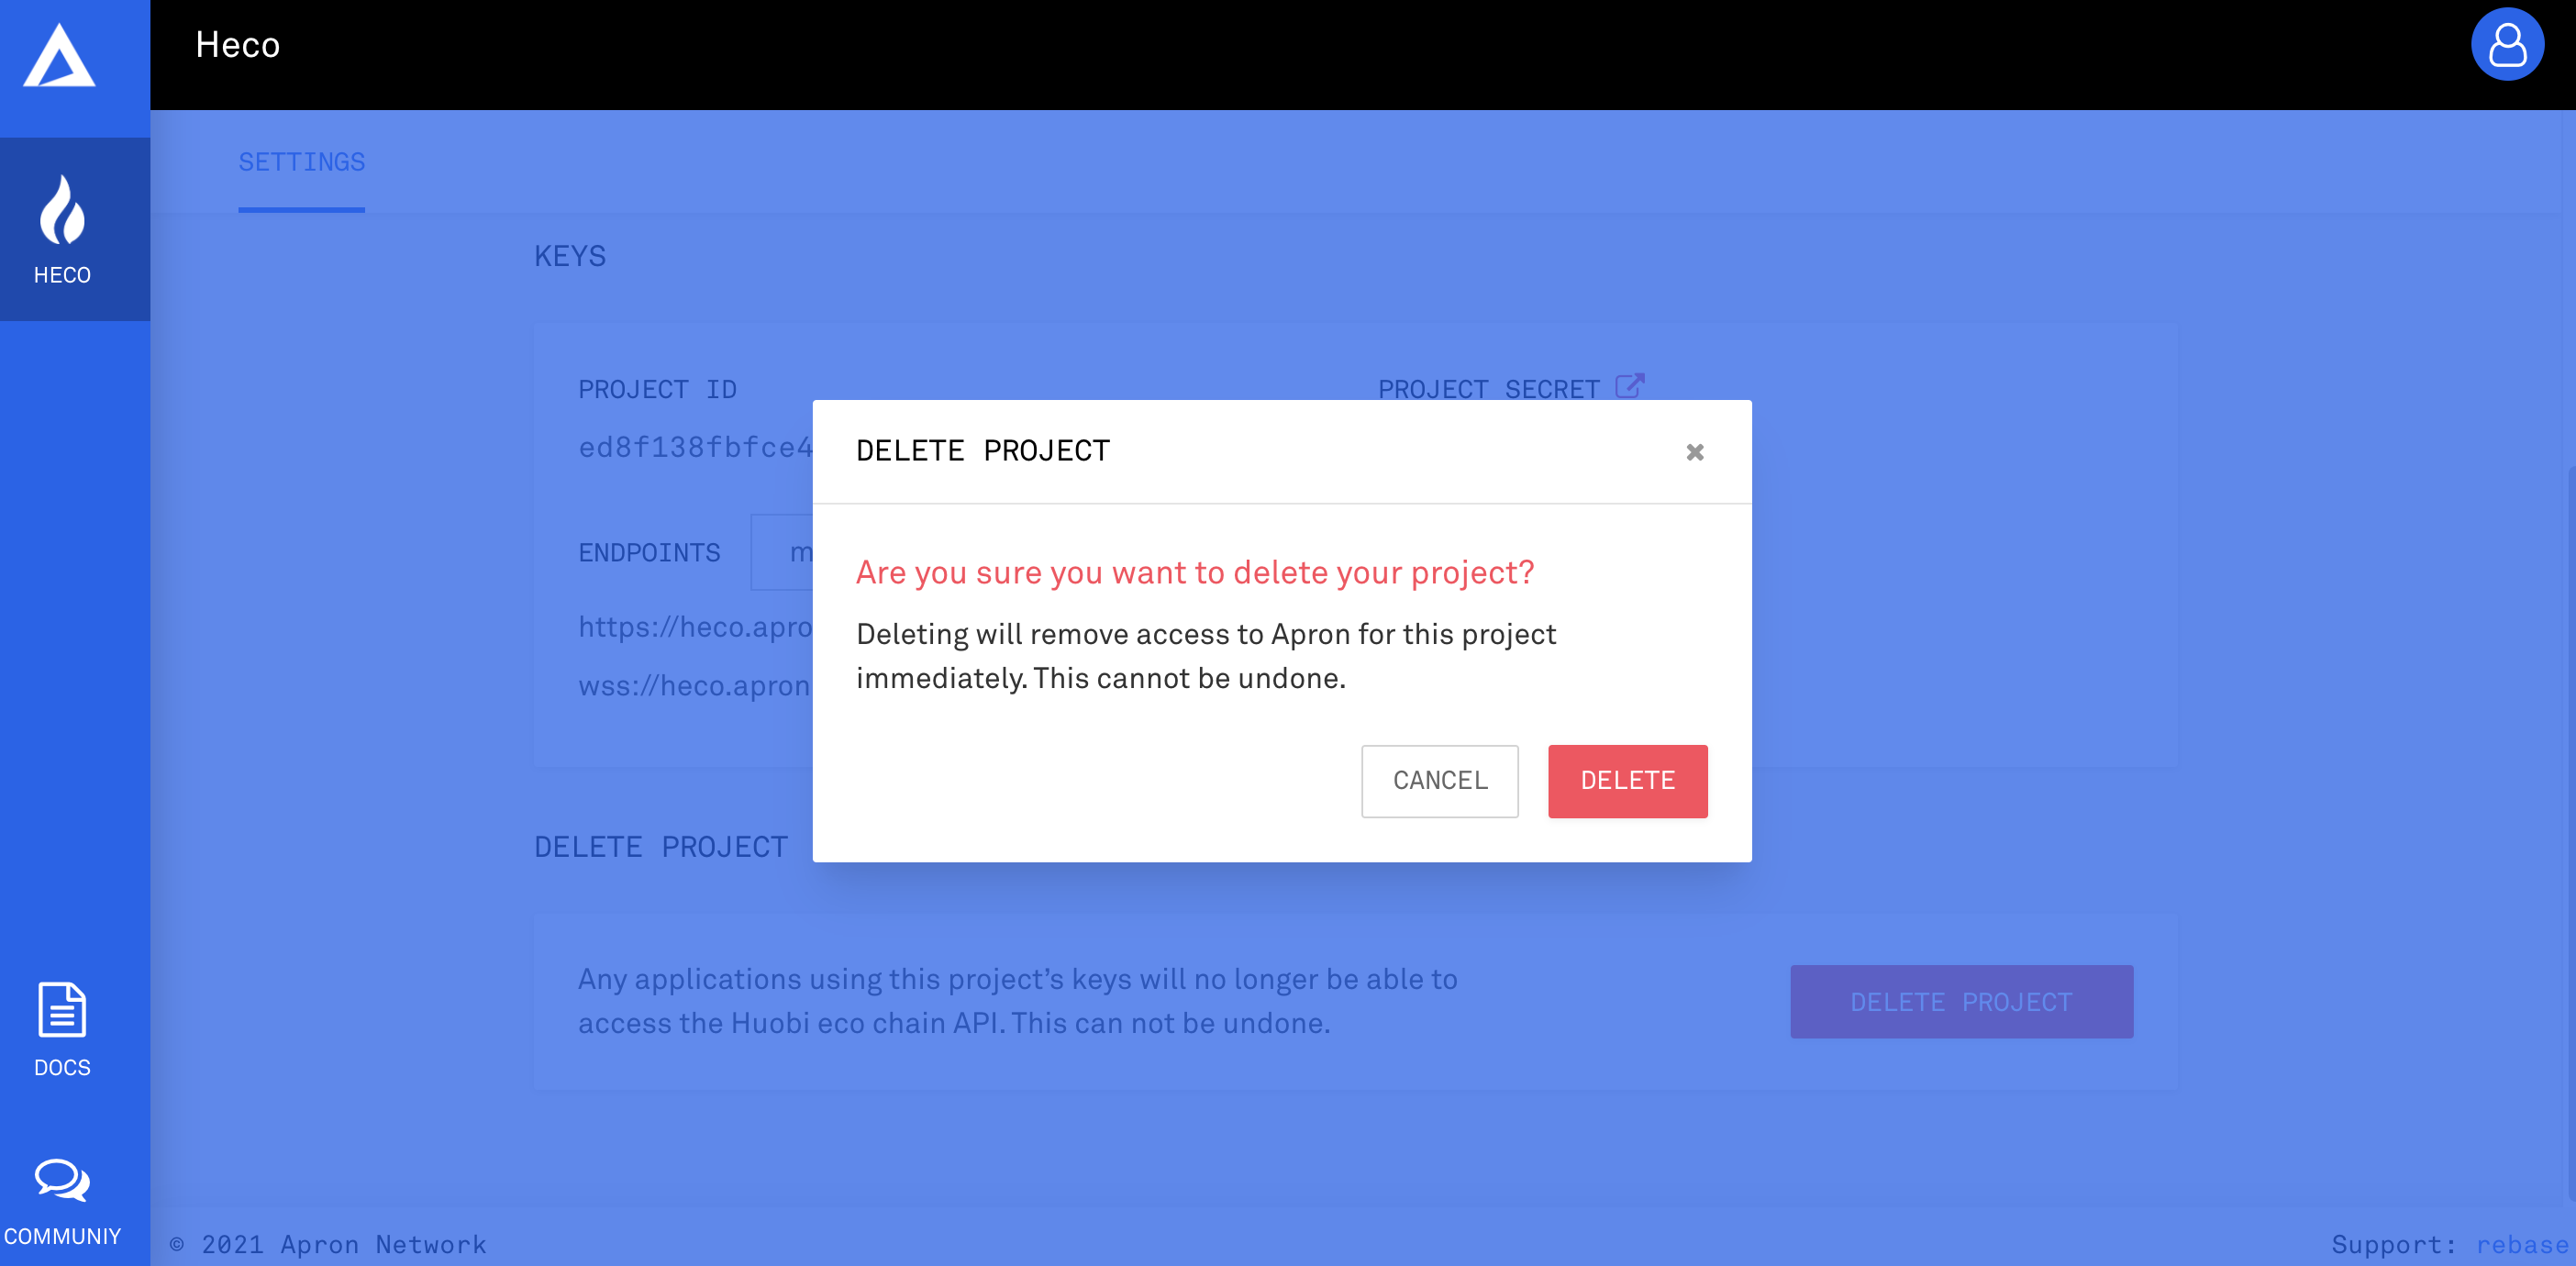 Heco
HECO
DOCS
COMMUNIY
SETTINGS
KEYS
PROJECT ID
PROJECT SECRET
ed8f138fbfce4
ENDPOINTS
https://heco.apro
wss://heco.apron
DELETE PROJECT
Are you sure you want to delete your project?
Deleting will remove access to Apron for this project
immediately. This cannot be undone.
CANCEL
DELETE
DELETE PROJECT
Any applications using this project’s keys will no longer be able to
access the Huobi eco chain API. This can not be undone.
DELETE PROJECT
© 2021 Apron Network
Support: rebase